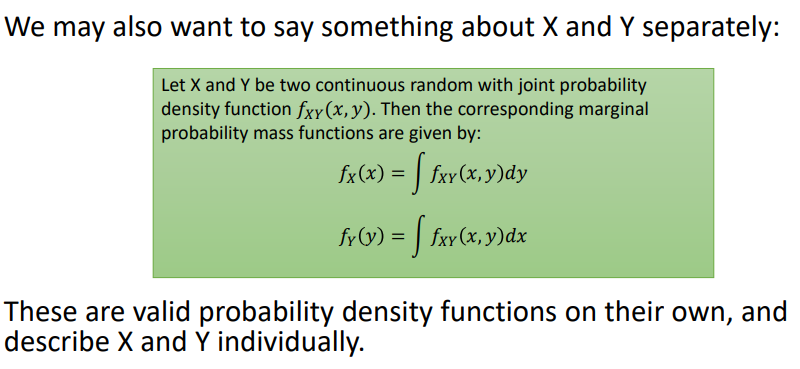 We may also want to say something about X and Y separately:
Let X and Y be two continuous random with joint probability
density function f_{XY}(x, y). Then the corresponding marginal
probability mass functions are given by:
f_X(x) = ∫ f_{XY}(x, y)dy
f_Y(y) = ∫ f_{XY}(x, y)dx
These are valid probability density functions on their own, and
describe X and Y individually.